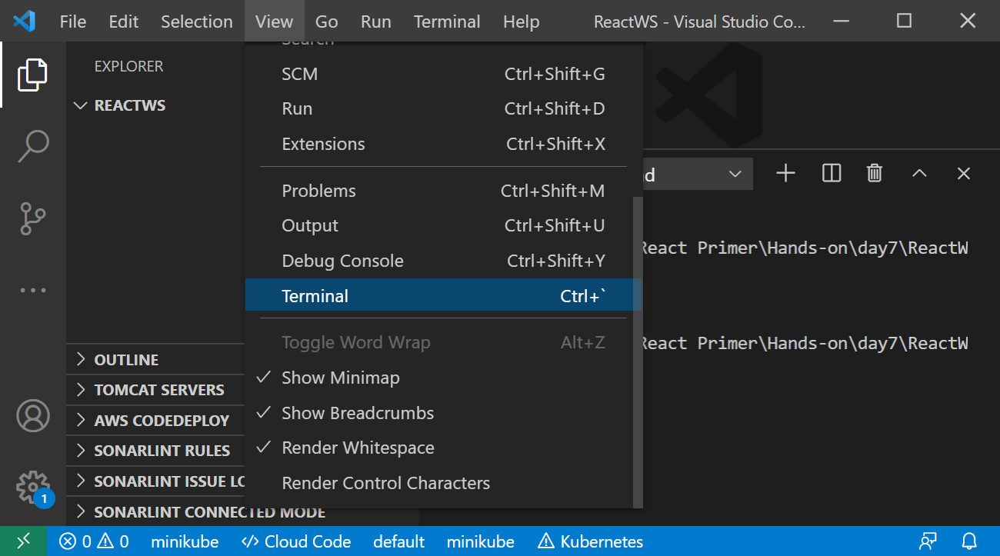 File Edit Selection View Go Run Terminal Help ReactWS - Visual Studio Co...
EXPLORER
REACTWS
OUTLINE
TOMCAT SERVERS
AWS CODEDEPLOY
SONARLINT RULES
SONARLINT ISSUE LO
SONARLINT CONNECTED MODE
Search
SCM Ctrl+Shift+G
Run Ctrl+Shift+D
Extensions Ctrl+Shift+X
Problems Ctrl+Shift+M
Output Ctrl+Shift+U
Debug Console Ctrl+Shift+Y
Terminal Ctrl+`
Toggle Word Wrap Alt+Z
Show Minimap
Show Breadcrumbs
Render Whitespace
Render Control Characters
React Primer\Hands-on\day7\ReactW
React Primer\Hands-on\day7\ReactW
1
0 0 minikube </> Cloud Code default minikube Kubernetes